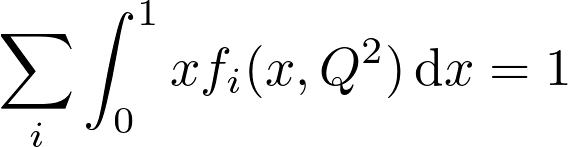 \sum_i \int_0^1 x f_i(x, Q^2) \, \mathrm{d}x = 1